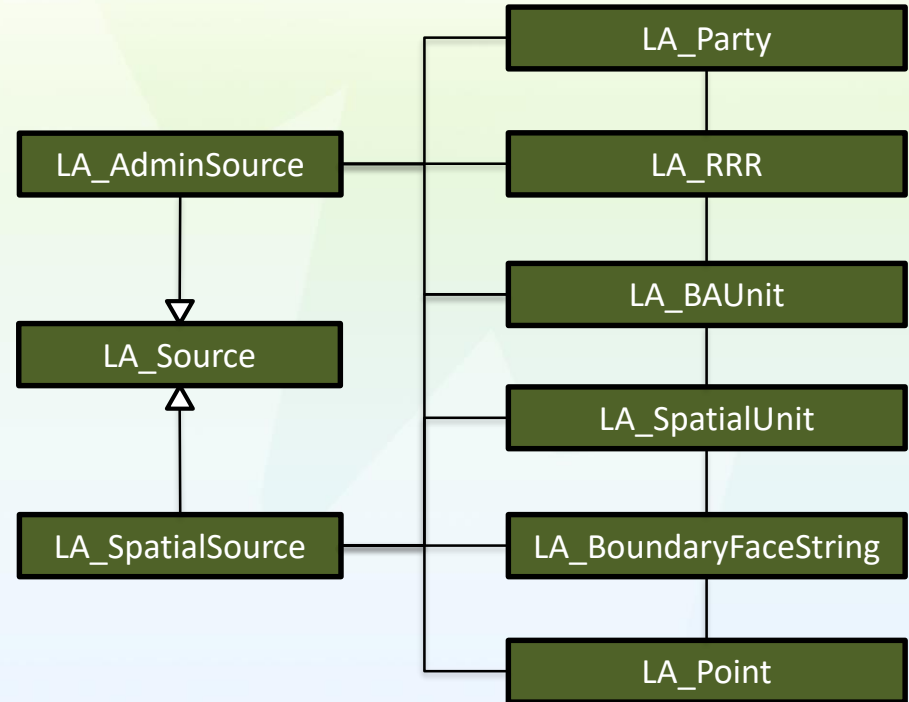 LA_Party
LA_AdminSource
LA_RRR
LA_BAUnit
LA_Source
LA_SpatialUnit
LA_SpatialSource
LA_BoundaryFaceString
LA_Point